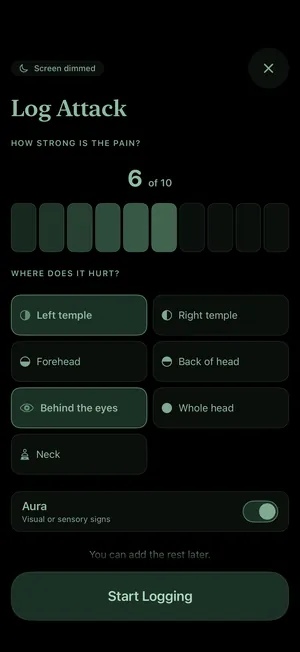 Screen dimmed
Log Attack
HOW STRONG IS THE PAIN?
6 of 10
WHERE DOES IT HURT?
Left temple
Right temple
Forehead
Back of head
Behind the eyes
Whole head
Neck
Aura
Visual or sensory signs
You can add the rest later.
Start Logging